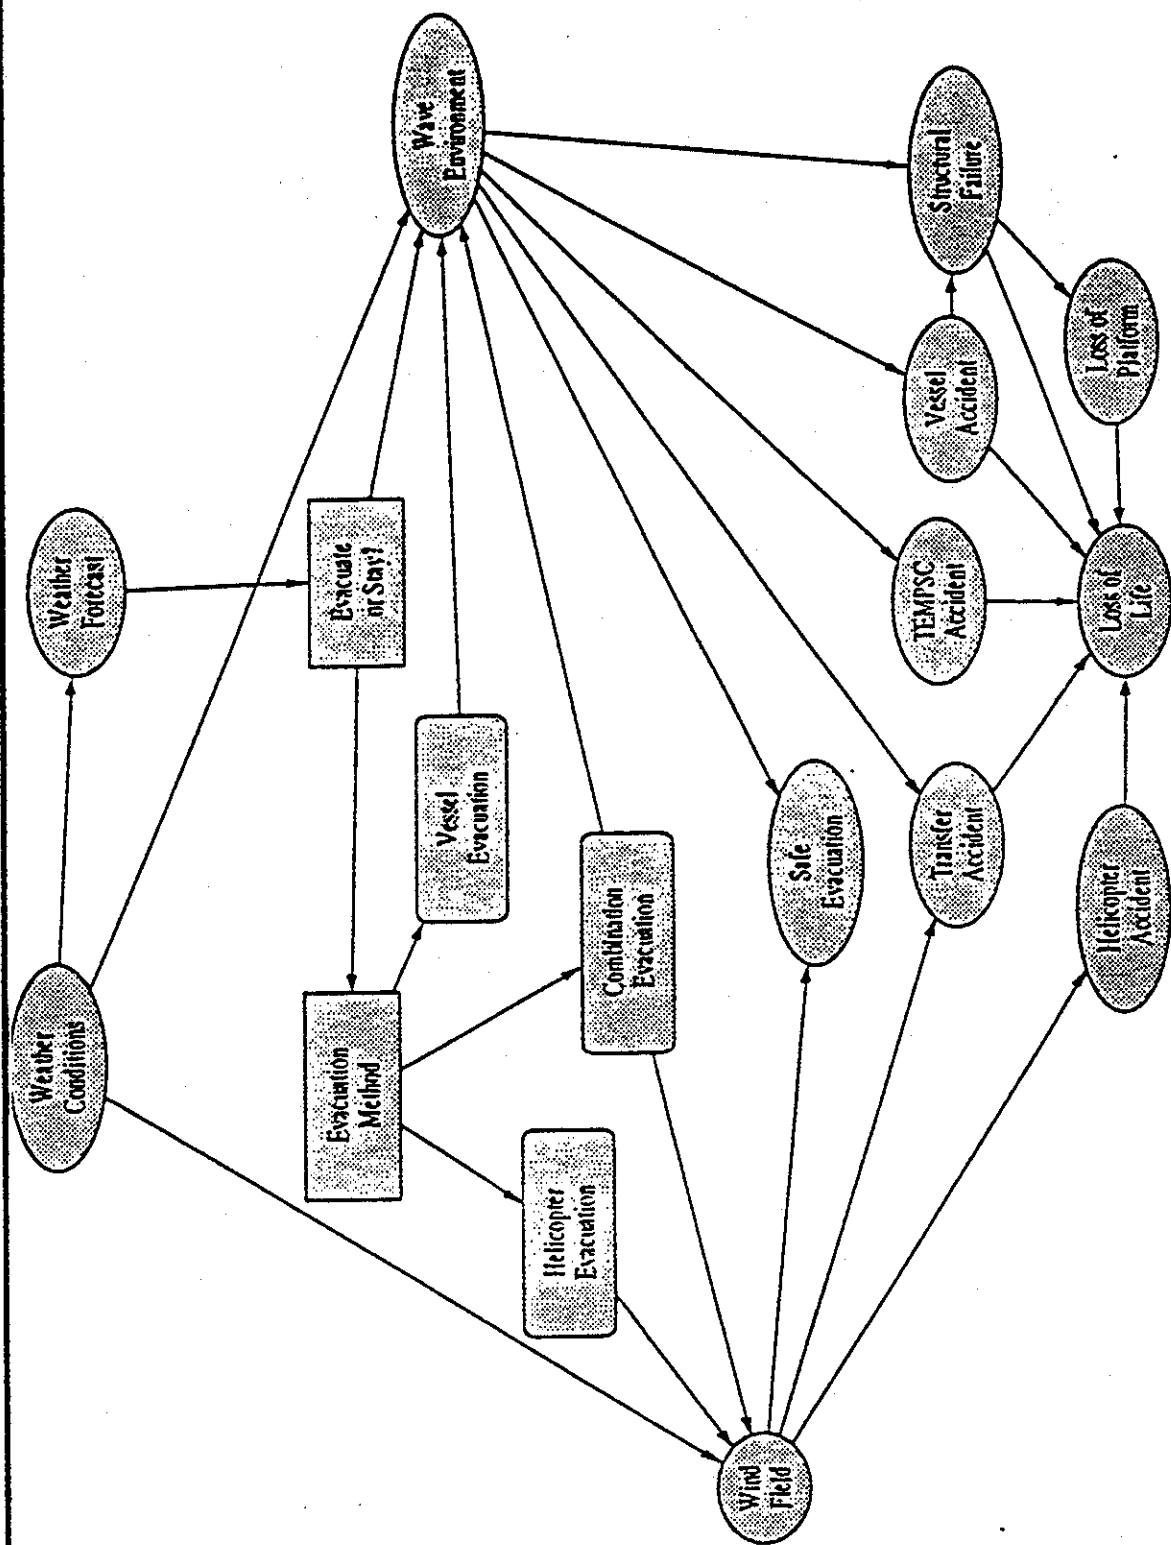 Weather
Conditions
Weather
Forecast
Evacuation
Method
Evacuate
or Stay?
Wave
Environment
Helicopter
Evacuation
Combination
Evacuation
Vessel
Evacuation
Wind
Field
Safe
Evacuation
Transfer
Accident
TEMPSC
Accident
Vessel
Accident
Structural
Failure
Helicopter
Accident
Loss of
Life
Loss of
Platform